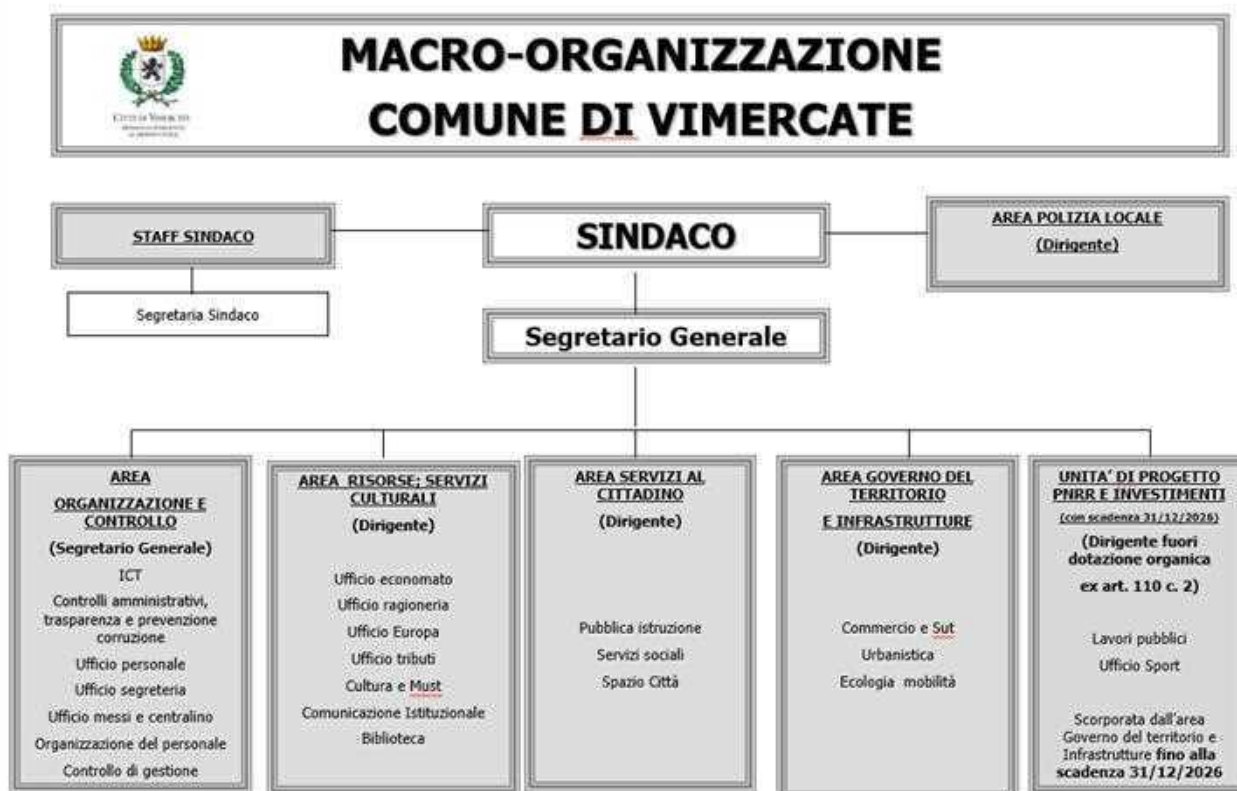 MACRO-ORGANIZZAZIONE
COMUNE DI VIMERCATE
CITTÀ DI VIMERCATE
STAFF SINDACO
Segretaria Sindaco
SINDACO
Segretario Generale
AREA POLIZIA LOCALE
(Dirigente)
AREA
ORGANIZZAZIONE E
CONTROLLO
(Segretario Generale)
ICT
Controlli amministrativi,
trasparenza e prevenzione
corruzione
Ufficio personale
Ufficio segreteria
Ufficio messi e centralino
Organizzazione del personale
Controllo di gestione
AREA RISORSE; SERVIZI
CULTURALI
(Dirigente)
Ufficio economato
Ufficio ragioneria
Ufficio Europa
Ufficio tributi
Cultura e Must
Comunicazione Istituzionale
Biblioteca
AREA SERVIZI AL
CITTADINO
(Dirigente)
Pubblica istruzione
Servizi sociali
Spazio Città
AREA GOVERNO DEL
TERRITORIO
E INFRASTRUTTURE
(Dirigente)
Commercio e Sut
Urbanistica
Ecologia mobilità
UNITA' DI PROGETTO
PNRR E INVESTIMENTI
(con scadenza 31/12/2026)
(Dirigente fuori
dotazione organica
ex art. 110 c. 2)
Lavori pubblici
Ufficio Sport
Scorporata dall'area
Governo del territorio e
Infrastrutture fino alla
scadenza 31/12/2026